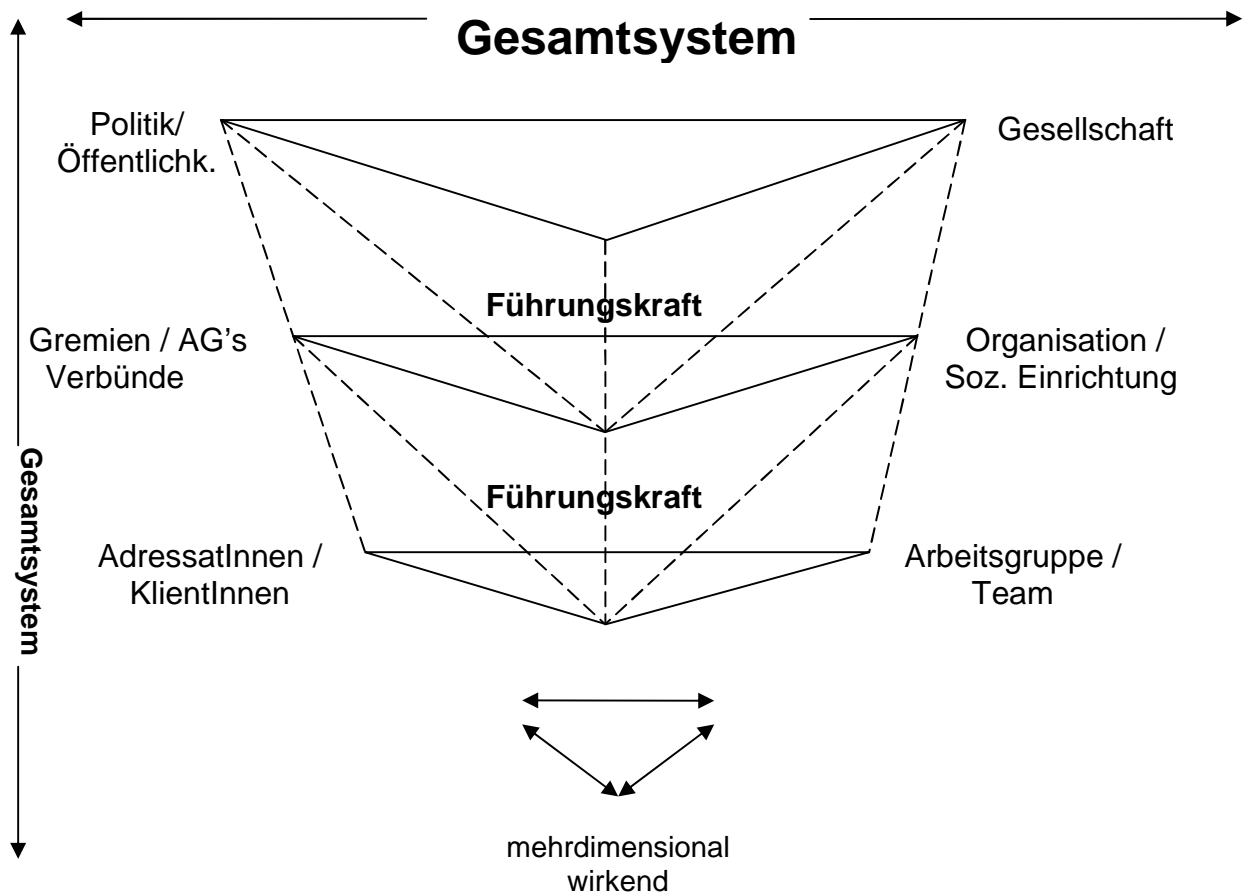 Gesamtsystem
Politik/
Öffentlichk.
Gesellschaft
Führungskraft
Gremien / AG's
Verbünde
Organisation /
Soz. Einrichtung
Gesamtsystem
Führungskraft
AdressatInnen /
KlientInnen
Arbeitsgruppe /
Team
mehrdimensional
wirkend